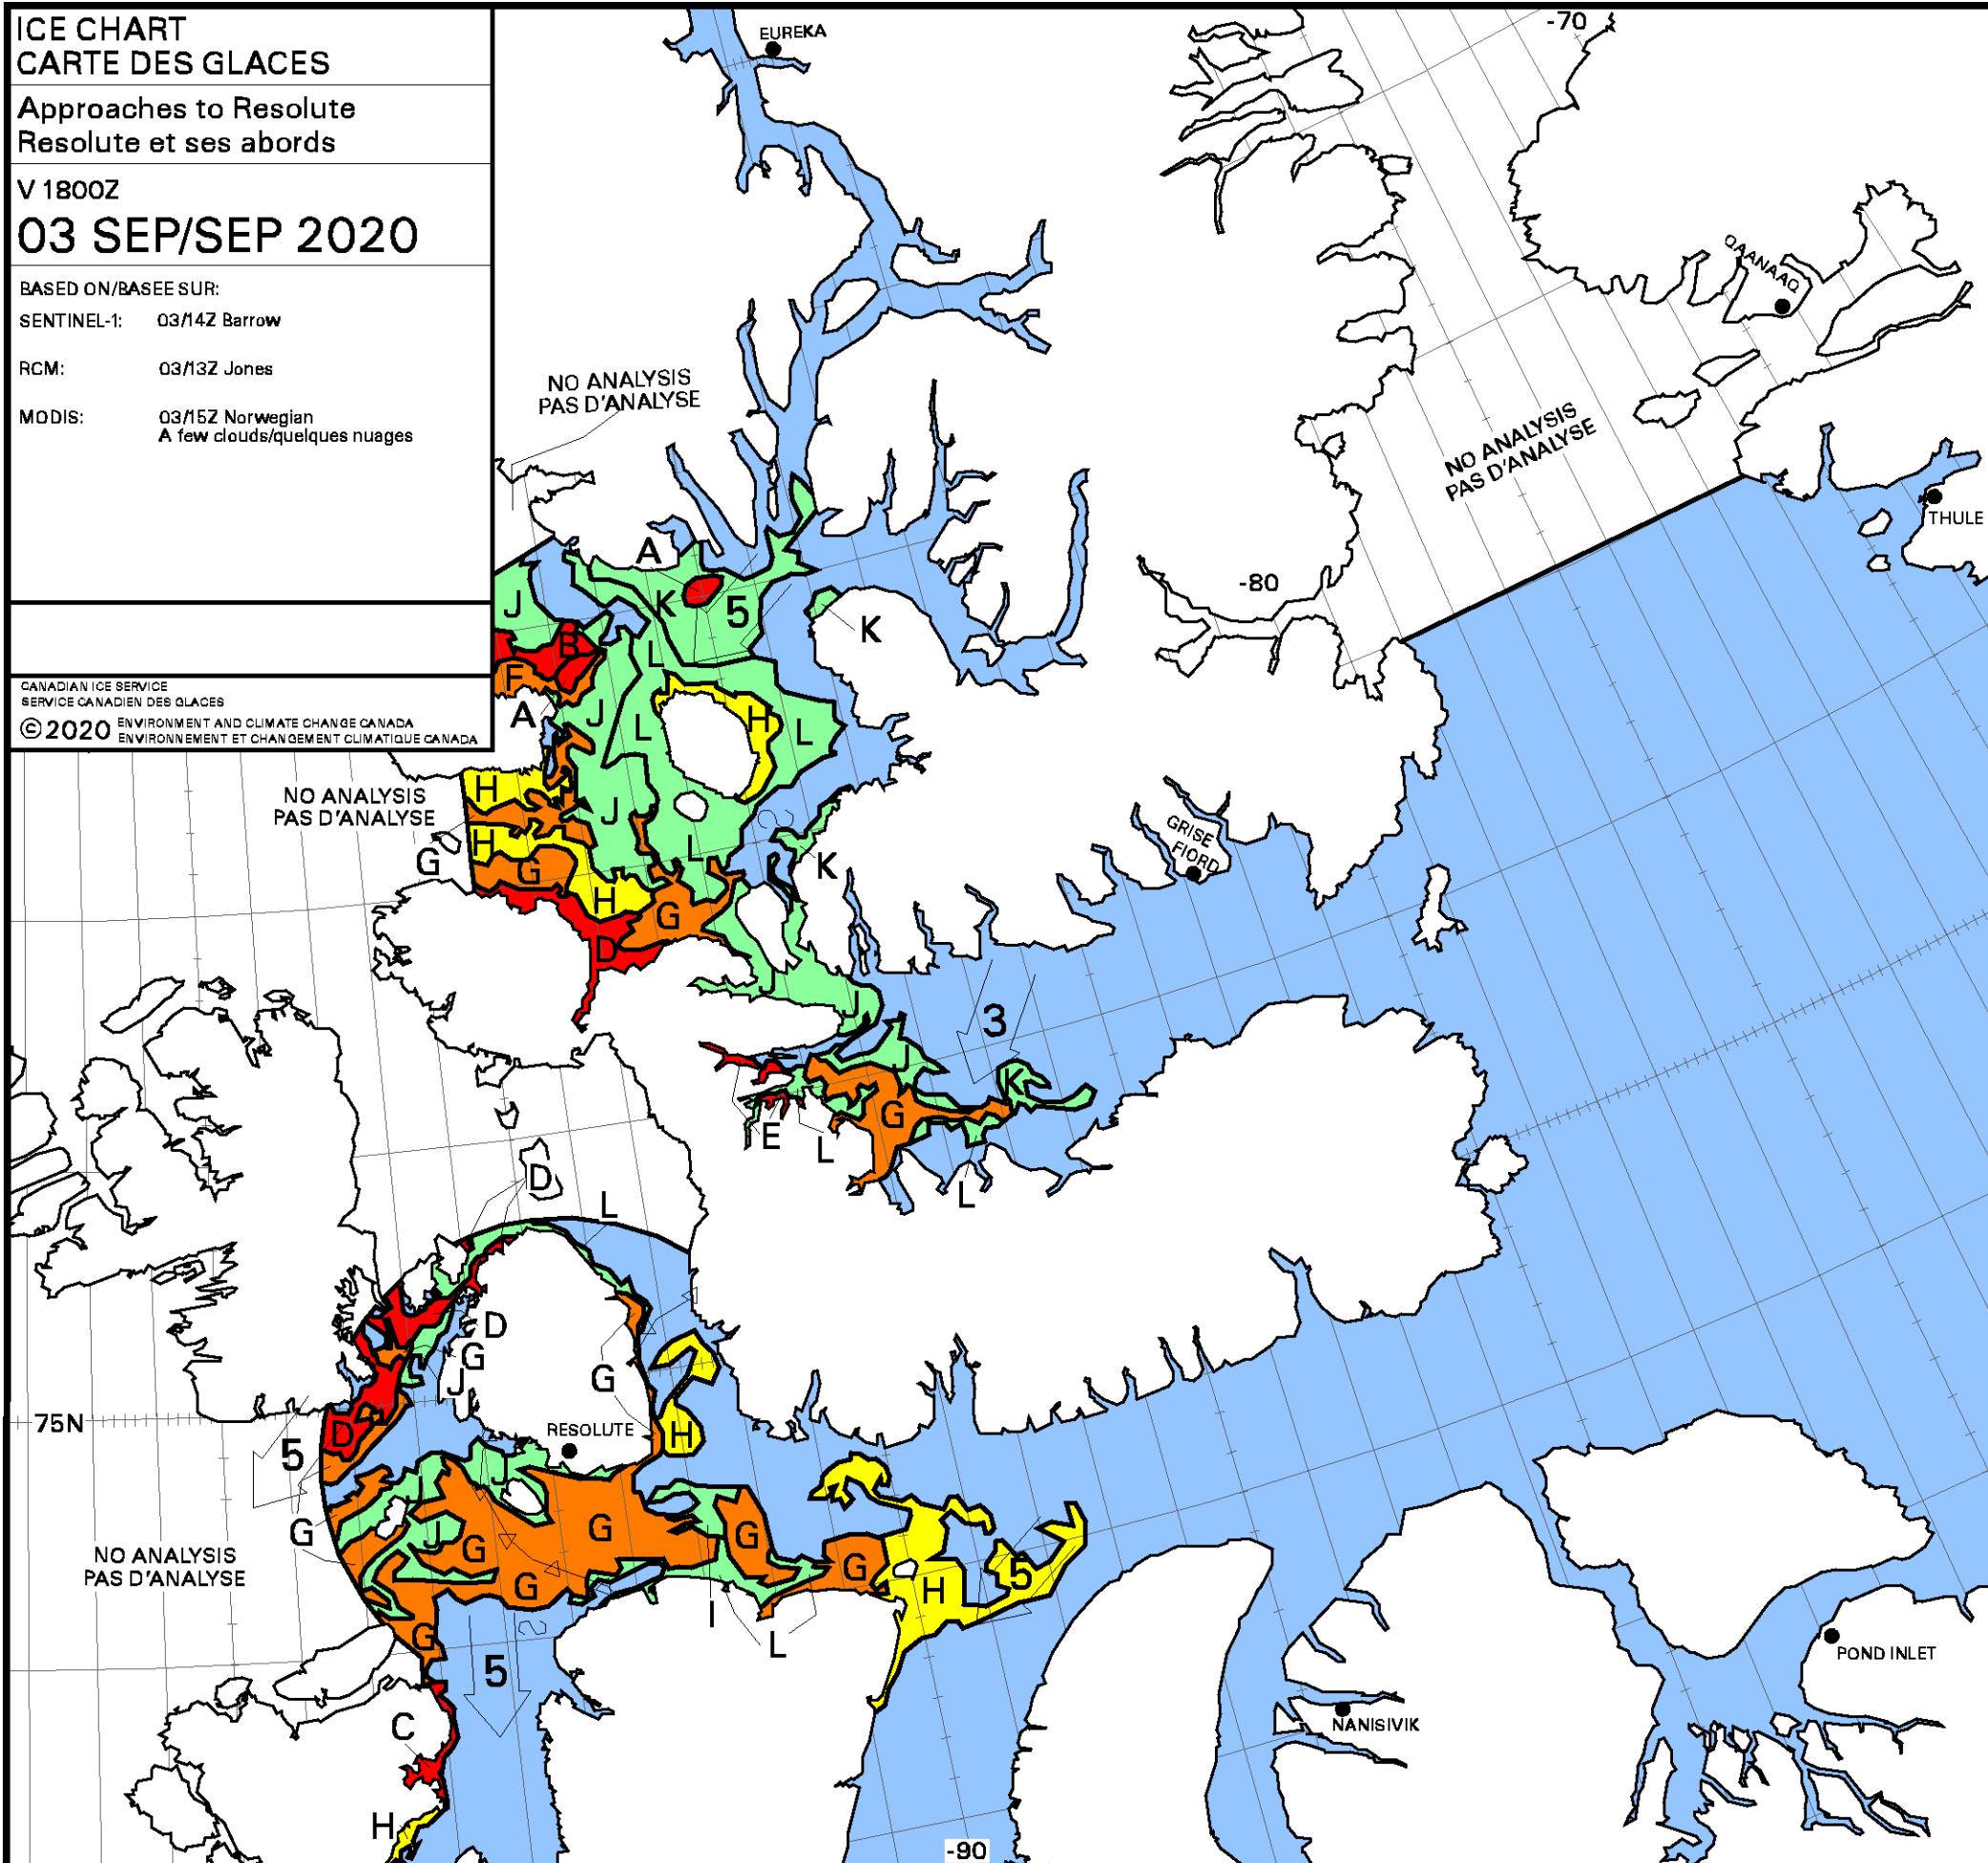 ICE CHART
CARTE DES GLACES
Approaches to Resolute
Resolute et ses abords
V 1800Z
03 SEP/SEP 2020
BASED ON/BASEE SUR:
SENTINEL-1: 03/14Z Barrow
RCM: 03/13Z Jones
MODIS: 03/15Z Norwegian
A few clouds/quelques nuages
CANADIAN ICE SERVICE
SERVICE CANADIEN DES GLACES
© 2020 ENVIRONMENT AND CLIMATE CHANGE CANADA
ENVIRONNEMENT ET CHANGEMENT CLIMATIQUE CANADA
-70
EUREKA
QAANAAQ
NO ANALYSIS
PAS D'ANALYSE
NO ANALYSIS
PAS D'ANALYSE
THULE
A
-80
J
K
5
K
B
L
F
A
J
L
H
L
NO ANALYSIS
PAS D'ANALYSE
H
J
2
GRISE
FIORD
H
G
G
L
K
H
G
D
J
J
3
J
K
G
E
L
D
L
L
D
G
J
G
75N
D
5
RESOLUTE
H
J
J
G
J
G
G
G
G
G
5
NO ANALYSIS
PAS D'ANALYSE
G
H
I
L
2
G
5
POND INLET
C
NANISIVIK
H
-90